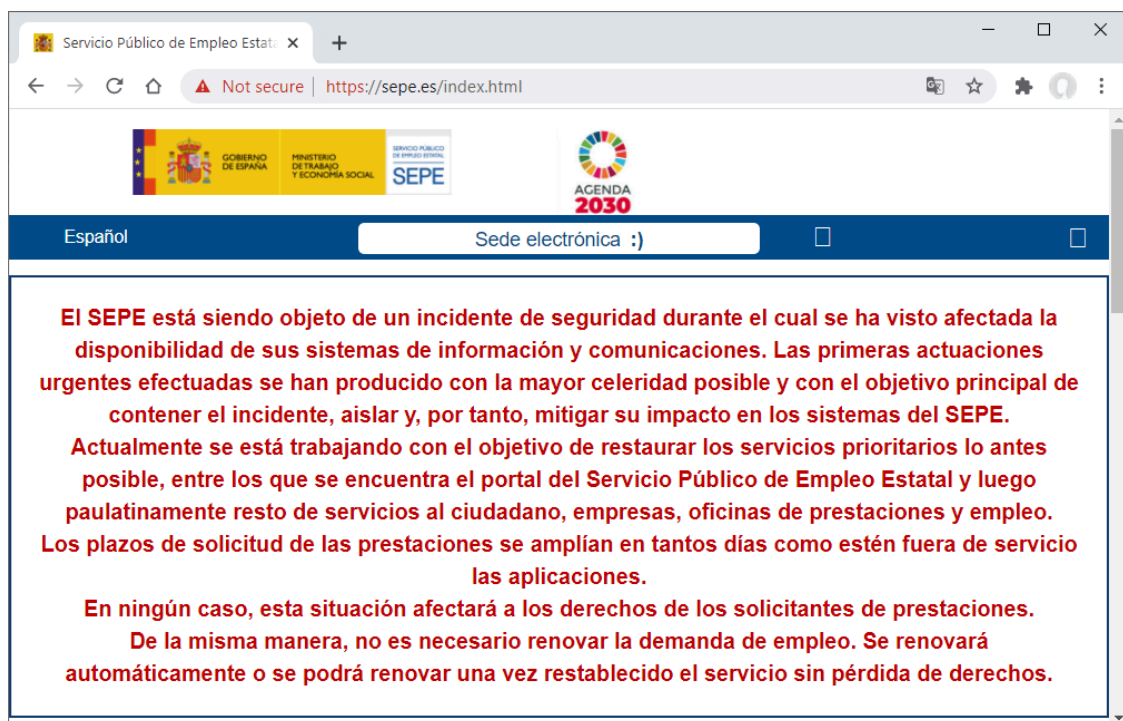 Servicio Público de Empleo Estata
Not secure | https://sepe.es/index.html
GOBIERNO
DE ESPAÑA
MINISTERIO
DE TRABAJO
Y ECONOMÍA SOCIAL
SERVICIO PÚBLICO
DE EMPLEO ESTATAL
SEPE
AGENDA
2030
Español
Sede electrónica :)
El SEPE está siendo objeto de un incidente de seguridad durante el cual se ha visto afectada la
disponibilidad de sus sistemas de información y comunicaciones. Las primeras actuaciones
urgentes efectuadas se han producido con la mayor celeridad posible y con el objetivo principal de
contener el incidente, aislar y, por tanto, mitigar su impacto en los sistemas del SEPE.
Actualmente se está trabajando con el objetivo de restaurar los servicios prioritarios lo antes
posible, entre los que se encuentra el portal del Servicio Público de Empleo Estatal y luego
paulatinamente resto de servicios al ciudadano, empresas, oficinas de prestaciones y empleo.
Los plazos de solicitud de las prestaciones se amplían en tantos días como estén fuera de servicio
las aplicaciones.
En ningún caso, esta situación afectará a los derechos de los solicitantes de prestaciones.
De la misma manera, no es necesario renovar la demanda de empleo. Se renovará
automáticamente o se podrá renovar una vez restablecido el servicio sin pérdida de derechos.